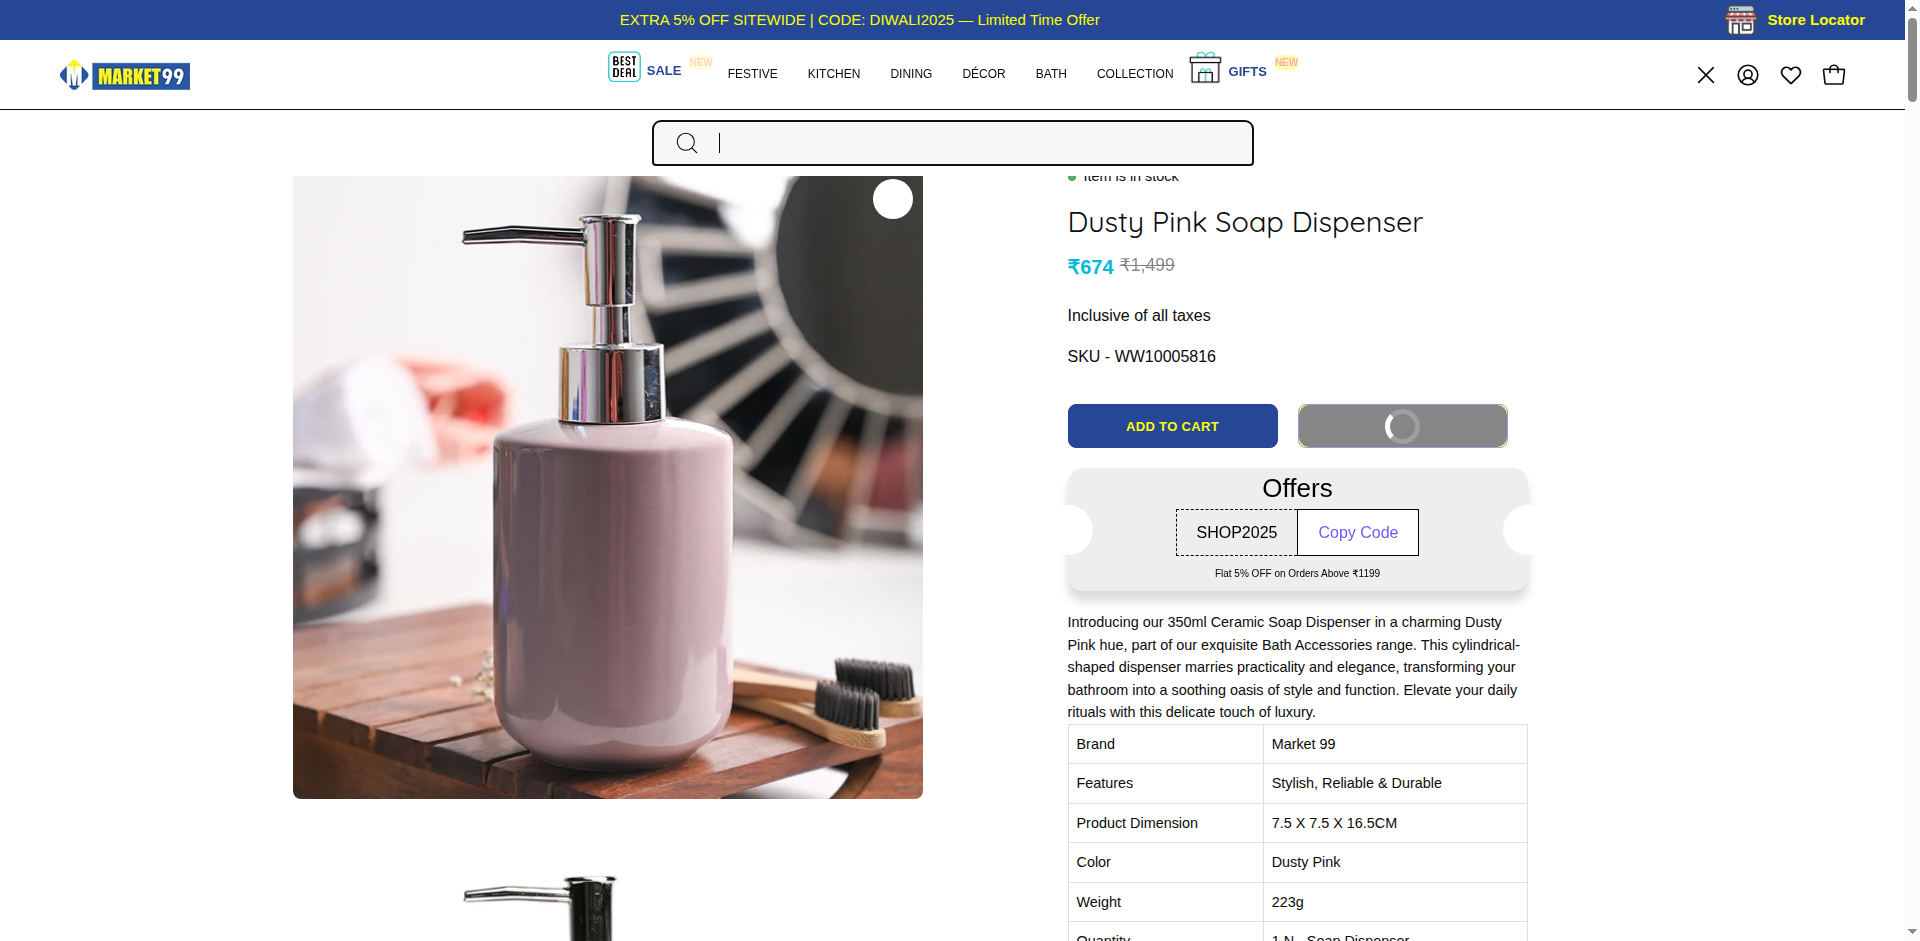 EXTRA 5% OFF SITEWIDE | CODE: DIWALI2025 — Limited Time Offer
Store Locator
MARKET99
BEST DEAL SALE NEW FESTIVE KITCHEN DINING DÉCOR BATH COLLECTION GIFTS NEW
Item is in stock
Dusty Pink Soap Dispenser
₹674 ₹1,499
Inclusive of all taxes
SKU - WW10005816
ADD TO CART
Offers
SHOP2025 Copy Code
Flat 5% OFF on Orders Above ₹1199
Introducing our 350ml Ceramic Soap Dispenser in a charming Dusty
Pink hue, part of our exquisite Bath Accessories range. This cylindrical-
shaped dispenser marries practicality and elegance, transforming your
bathroom into a soothing oasis of style and function. Elevate your daily
rituals with this delicate touch of luxury.
Brand Market 99
Features Stylish, Reliable & Durable
Product Dimension 7.5 X 7.5 X 16.5CM
Color Dusty Pink
Weight 223g
Quantity 1 N - Soap Dispenser